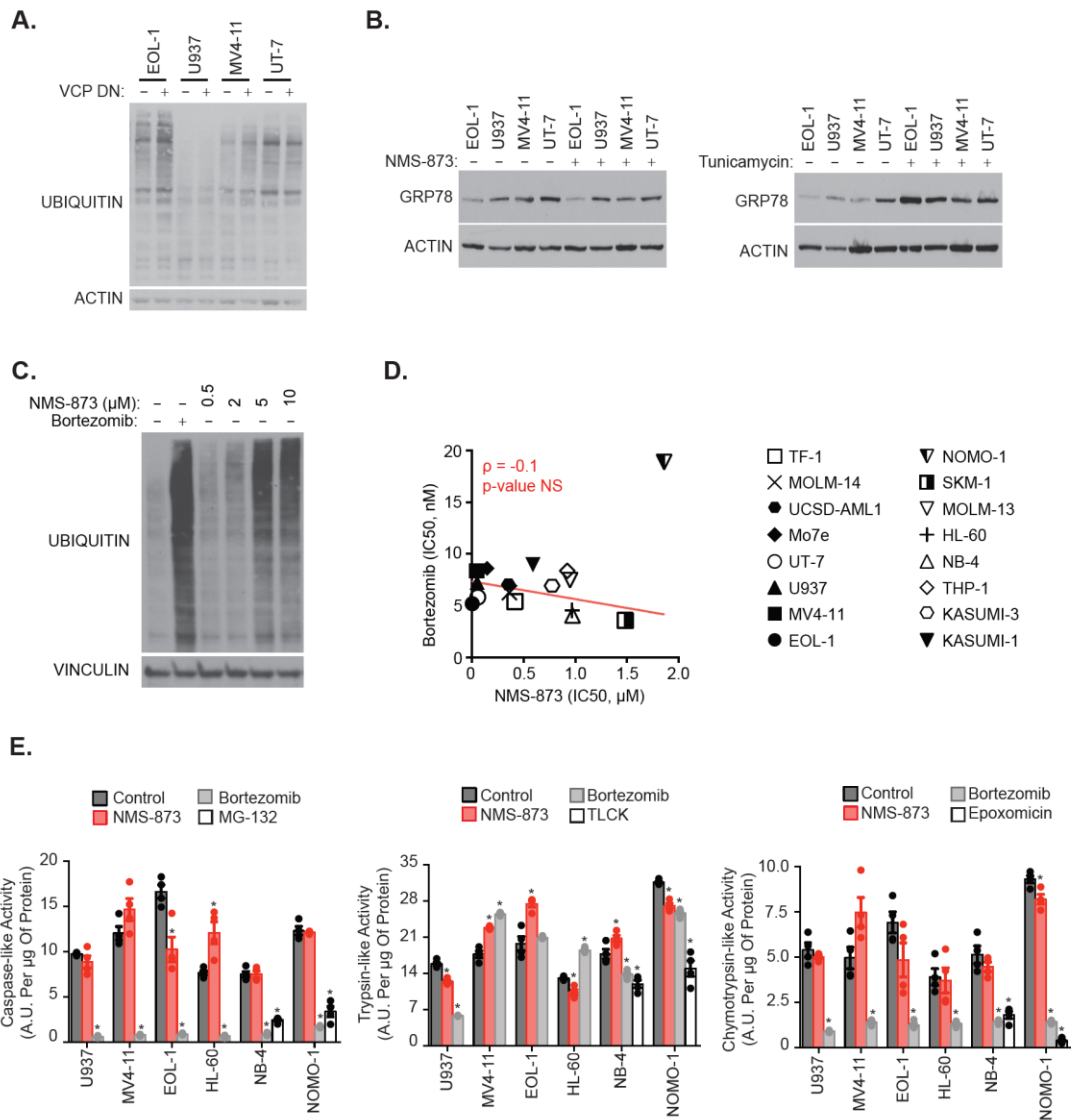 A.
EOL-1 U937 MV4-11 UT-7
VCP DN: – + – + – + – +
UBIQUITIN
ACTIN
B.
EOL-1 U937 MV4-11 UT-7 EOL-1 U937 MV4-11 UT-7
NMS-873: – – – – + + + +
GRP78
ACTIN
EOL-1 U937 MV4-11 UT-7 EOL-1 U937 MV4-11 UT-7
Tunicamycin: – – – – + + + +
GRP78
ACTIN
C.
NMS-873 (µM): – – 0.5 2 5 10
Bortezomib: – + – – – –
UBIQUITIN
VINCULIN
D.
Bortezomib (IC50, nM)
20
15
10
5
0
ρ = -0.1
p-value NS
0 0.5 1.0 1.5 2.0
NMS-873 (IC50, µM)
TF-1
MOLM-14
UCSD-AML1
Mo7e
UT-7
U937
MV4-11
EOL-1
NOMO-1
SKM-1
MOLM-13
HL-60
NB-4
THP-1
KASUMI-3
KASUMI-1
E.
Control Bortezomib
NMS-873 MG-132
Caspase-like Activity
(A.U. Per µg Of Protein)
20
15
10
5
0
* * * * * * * * * *
U937 MV4-11 EOL-1 HL-60 NB-4 NOMO-1
Control Bortezomib
NMS-873 TLCK
Trypsin-like Activity
(A.U. Per µg Of Protein)
35
28
21
14
7
0
* * * * * * * * * * * * *
U937 MV4-11 EOL-1 HL-60 NB-4 NOMO-1
Control Bortezomib
NMS-873 Epoxomicin
Chymotrypsin-like Activity
(A.U. Per µg Of Protein)
10.0
7.5
5.0
2.5
0
* * * * * * * * *
U937 MV4-11 EOL-1 HL-60 NB-4 NOMO-1